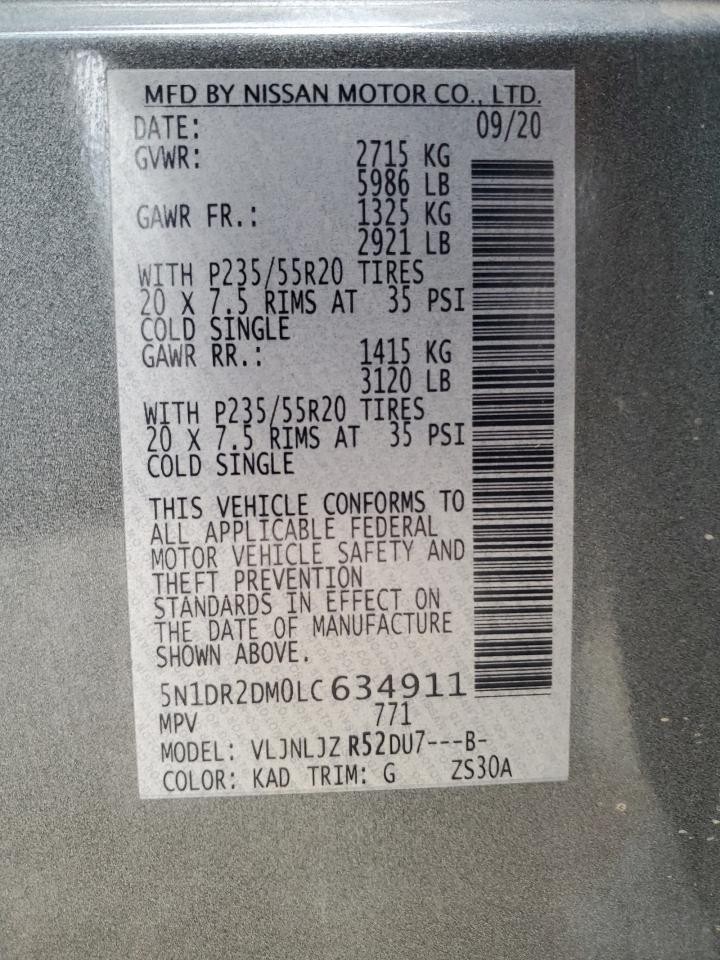 MFD BY NISSAN MOTOR CO., LTD.
DATE: 09/20
GVWR: 2715 KG
5986 LB
GAWR FR.: 1325 KG
2921 LB
WITH P235/55R20 TIRES
20 X 7.5 RIMS AT 35 PSI
COLD SINGLE
GAWR RR.: 1415 KG
3120 LB
WITH P235/55R20 TIRES
20 X 7.5 RIMS AT 35 PSI
COLD SINGLE
THIS VEHICLE CONFORMS TO
ALL APPLICABLE FEDERAL
MOTOR VEHICLE SAFETY AND
THEFT PREVENTION
STANDARDS IN EFFECT ON
THE DATE OF MANUFACTURE
SHOWN ABOVE.
5N1DR2DM0LC634911
MPV 771
MODEL: VLJNLJZ R52DU7---B-
COLOR: KAD TRIM: G ZS30A